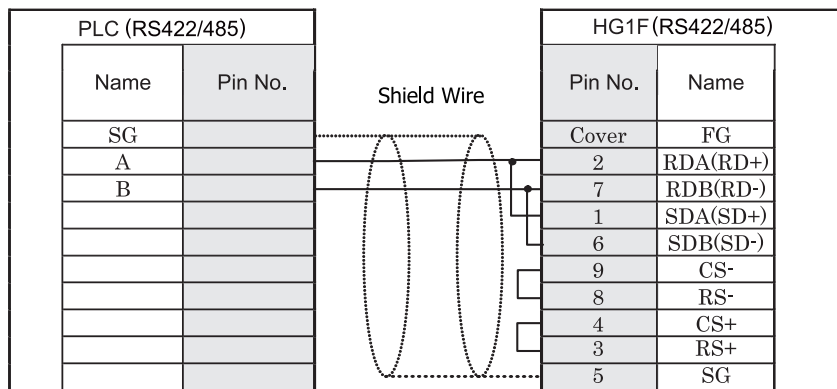 PLC (RS422/485) HG1F(RS422/485)
Name Pin No. Shield Wire Pin No. Name
SG Cover FG
A 2 RDA(RD+)
B 7 RDB(RD-)
1 SDA(SD+)
6 SDB(SD-)
9 CS-
8 RS-
4 CS+
3 RS+
5 SG